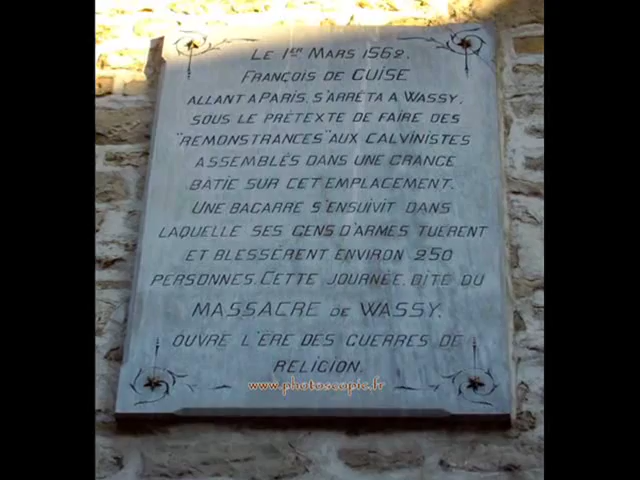 LE 1ER MARS 1562.
FRANÇOIS DE GUISE
ALLANT A PARIS, S'ARRÊTA A WASSY,
SOUS LE PRÉTEXTE DE FAIRE DES
"REMONSTRANCES" AUX CALVINISTES
ASSEMBLÉS DANS UNE GRANGE
BÂTIE SUR CET EMPLACEMENT.
UNE BAGARRE S'ENSUIVIT DANS
LAQUELLE SES GENS D'ARMES TUÈRENT
ET BLESSÈRENT ENVIRON 250
PERSONNES. CETTE JOURNÉE, DITE DU
MASSACRE DE WASSY,
OUVRE L'ÈRE DES GUERRES DE
RELIGION.
www.photoscopic.fr